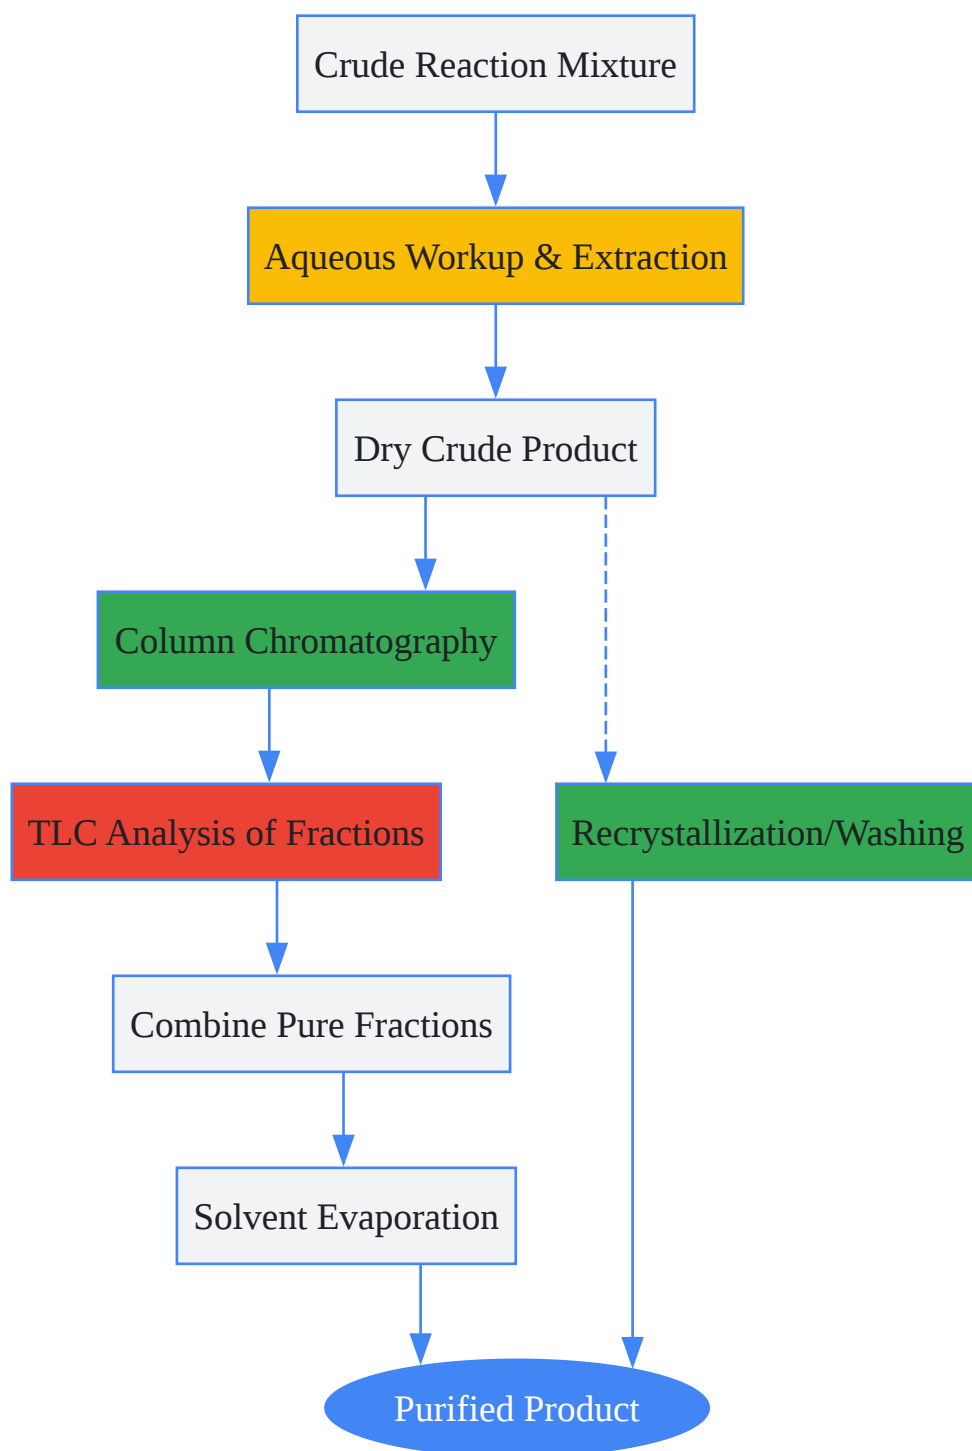 Crude Reaction Mixture
Aqueous Workup & Extraction
Dry Crude Product
Column Chromatography
TLC Analysis of Fractions
Recrystallization/Washing
Combine Pure Fractions
Solvent Evaporation
Purified Product